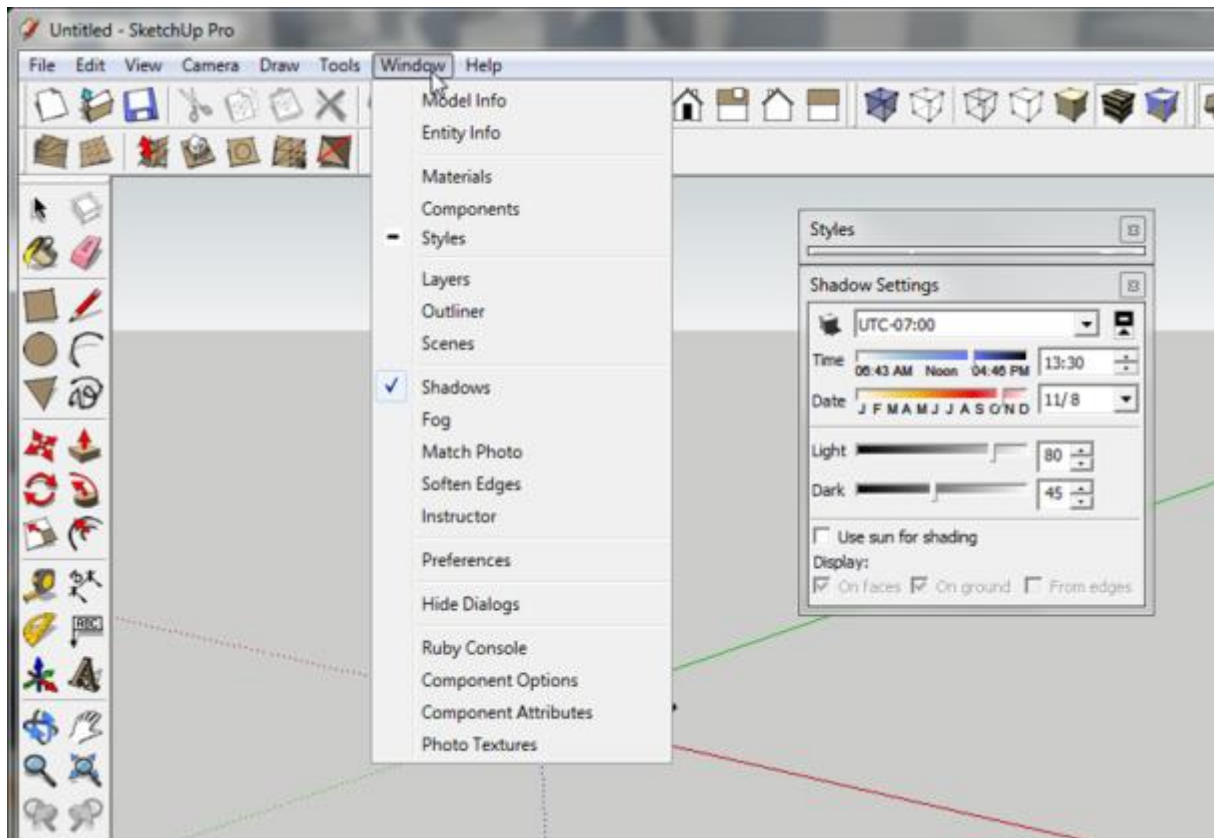 Untitled - SketchUp Pro
File Edit View Camera Draw Tools Window Help
Model Info
Entity Info
Materials
Components
Styles
Layers
Outliner
Scenes
Shadows
Fog
Match Photo
Soften Edges
Instructor
Preferences
Hide Dialogs
Ruby Console
Component Options
Component Attributes
Photo Textures
Styles
Shadow Settings
UTC-07:00
Time 06:43 AM Noon 04:46 PM 13:30
Date J F M A M J J A S O N D 11/ 8
Light 80
Dark 45
Use sun for shading
Display:
On faces On ground From edges
ABC